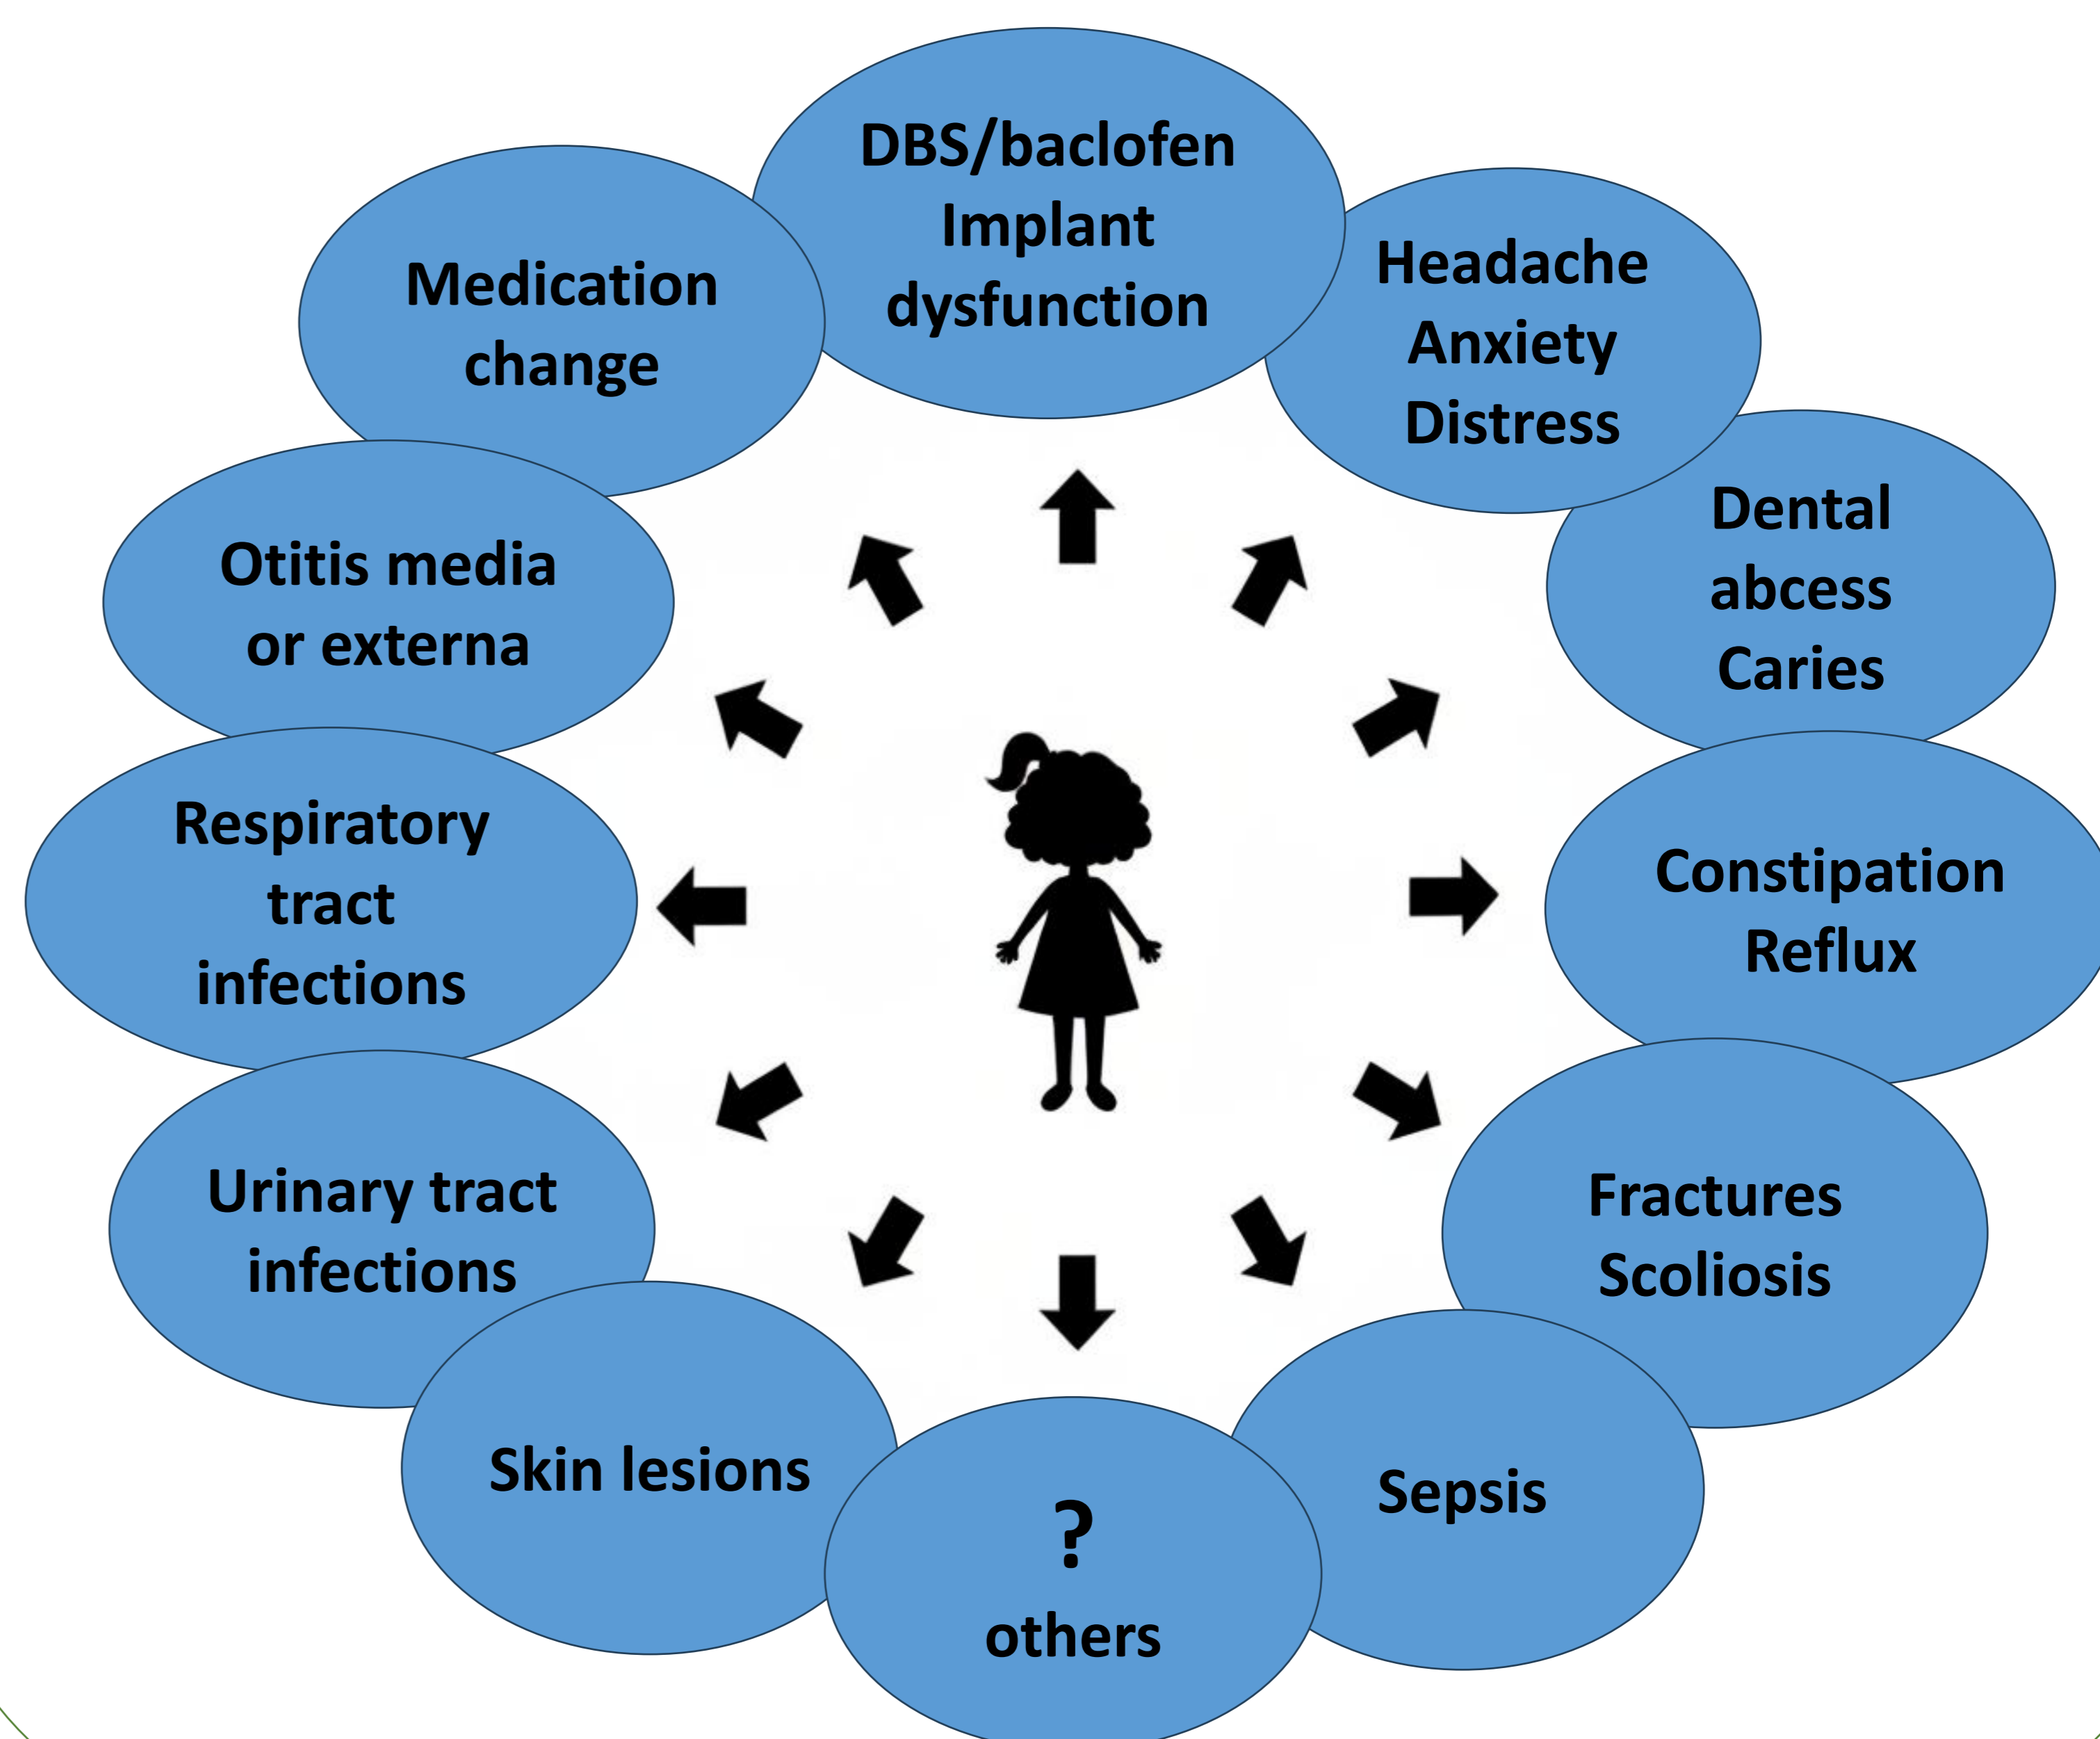 DBS/baclofen
Implant
dysfunction
Headache
Anxiety
Distress
Dental
abcess
Caries
Constipation
Reflux
Fractures
Scoliosis
Sepsis
?
others
Skin lesions
Urinary tract
infections
Respiratory
tract
infections
Otitis media
or externa
Medication
change